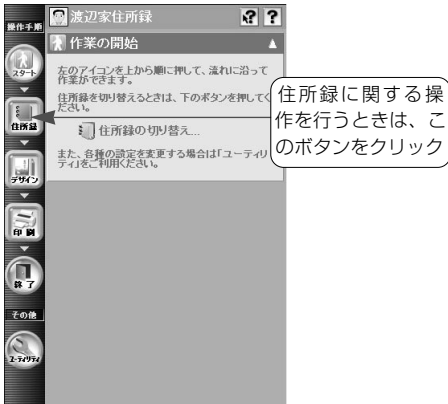 操作手順
スタート
住所録
デザイン
印刷
終了
その他
ユーティリティ
渡辺家住所録
作業の開始
左のアイコンを上から順に押して、流れに沿って
作業ができます。
住所録を切り替えるときは、下のボタンを押してく
ださい。
住所録の切り替え...
また、各種の設定を変更する場合は「ユーティリ
ティ」をご利用ください。
住所録に関する操
作を行うときは、こ
のボタンをクリック